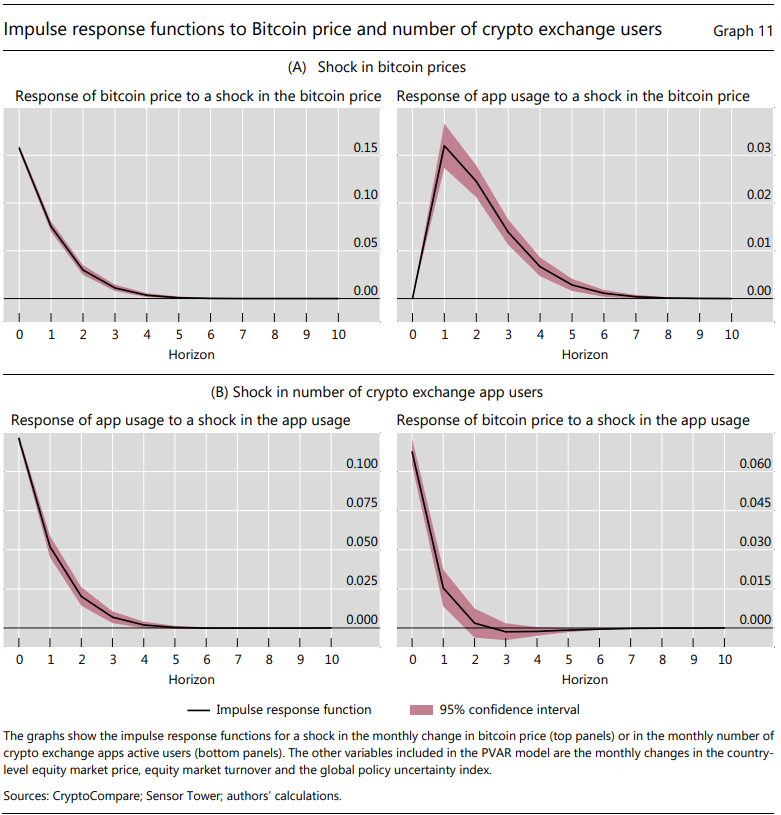 Impulse response functions to Bitcoin price and number of crypto exchange users Graph 11
(A) Shock in bitcoin prices
Response of bitcoin price to a shock in the bitcoin price
0.15
0.10
0.05
0.00
0 1 2 3 4 5 6 7 8 9 10
Horizon
Response of app usage to a shock in the bitcoin price
0.03
0.02
0.01
0.00
0 1 2 3 4 5 6 7 8 9 10
Horizon
(B) Shock in number of crypto exchange app users
Response of app usage to a shock in the app usage
0.100
0.075
0.050
0.025
0.000
0 1 2 3 4 5 6 7 8 9 10
Horizon
Response of bitcoin price to a shock in the app usage
0.060
0.045
0.030
0.015
0.000
0 1 2 3 4 5 6 7 8 9 10
Horizon
Impulse response function 95% confidence interval
The graphs show the impulse response functions for a shock in the monthly change in bitcoin price (top panels) or in the monthly number of
crypto exchange apps active users (bottom panels). The other variables included in the PVAR model are the monthly changes in the country-
level equity market price, equity market turnover and the global policy uncertainty index.
Sources: CryptoCompare; Sensor Tower; authors' calculations.